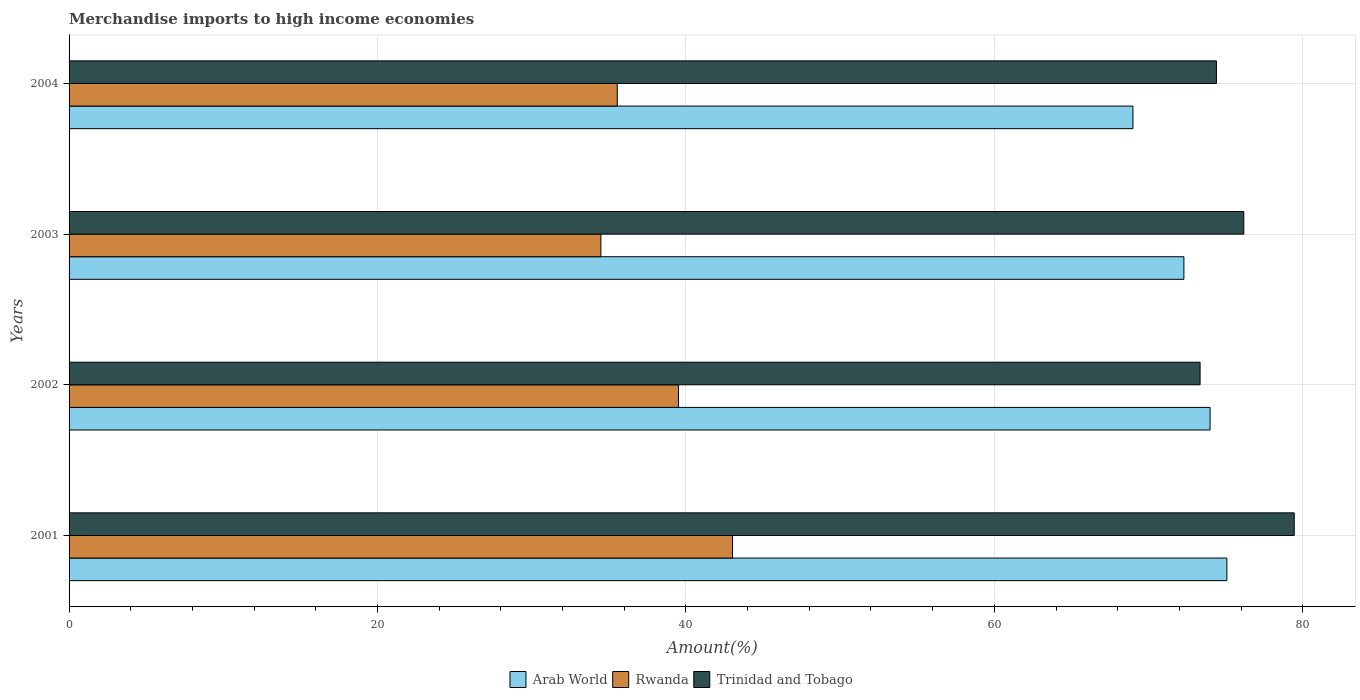 Merchandise imports to high income economies
2004
2003
2002
2001
Years
0
20
40
60
80
Amount(%)
Arab World
Rwanda
Trinidad and Tobago